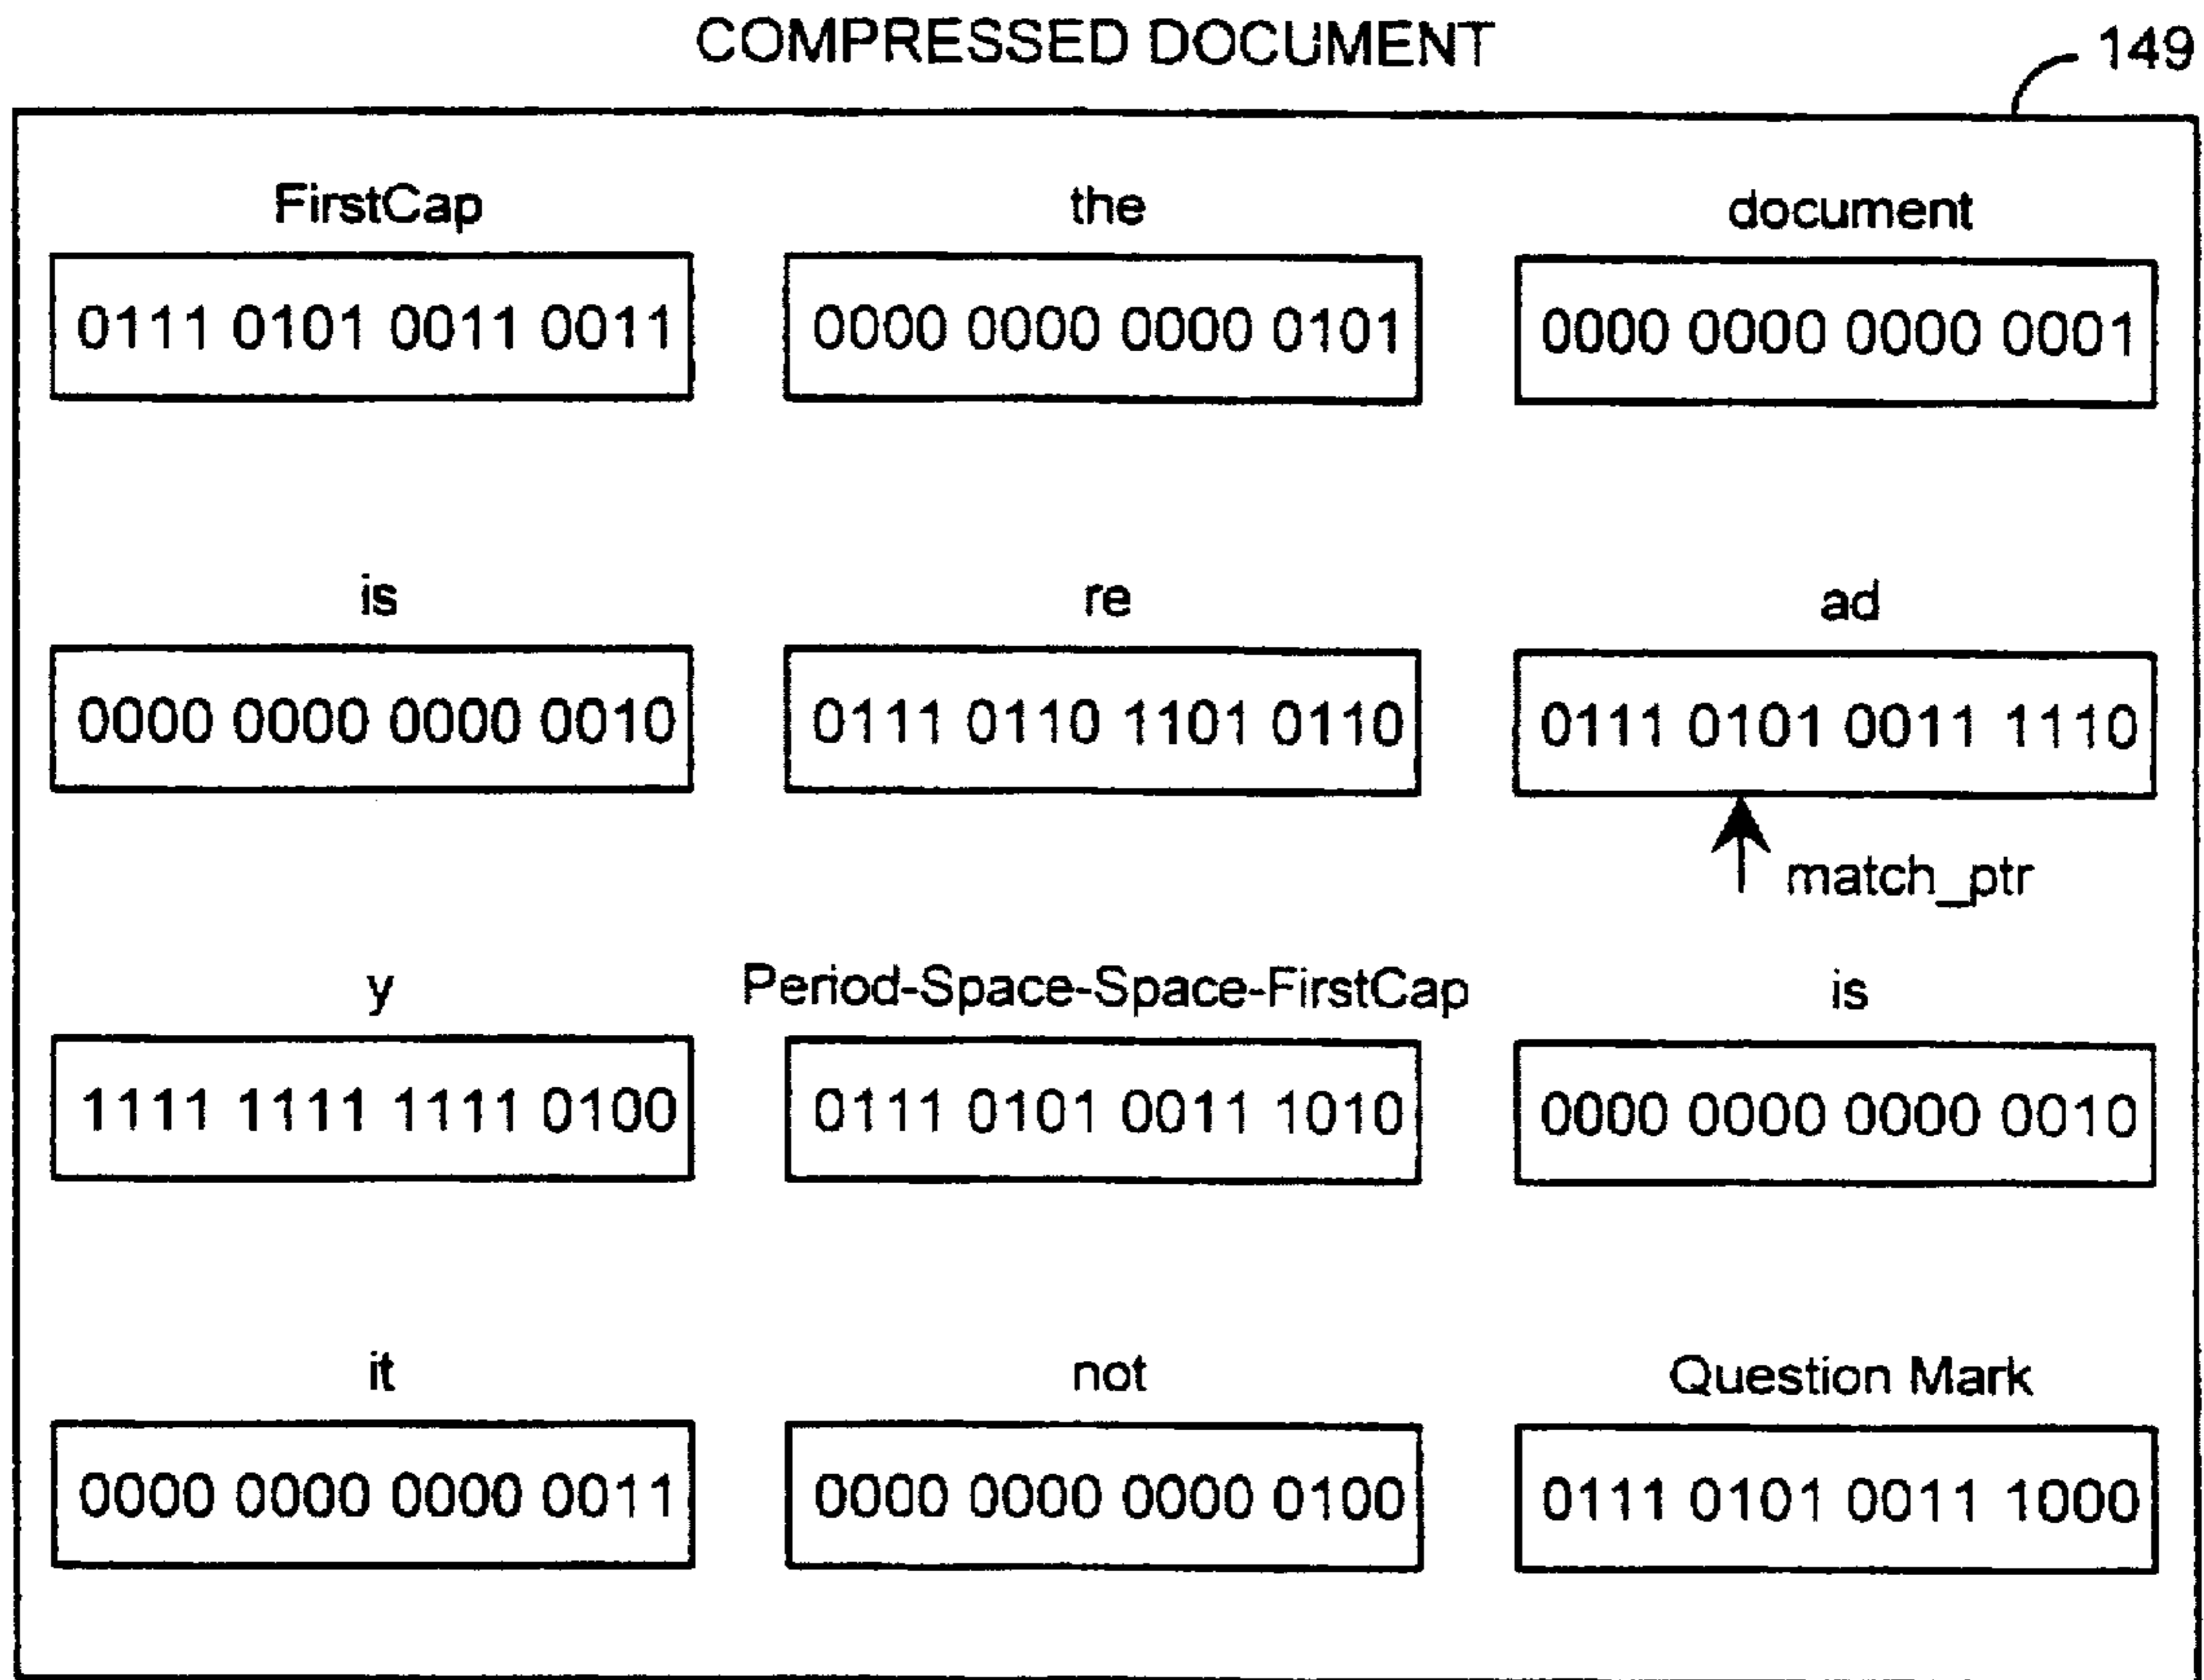 COMPRESSED DOCUMENT
149
FirstCap the document
0111 0101 0011 0011 0000 0000 0000 0101 0000 0000 0000 0001
is re ad
0000 0000 0000 0010 0111 0110 1101 0110 0111 0101 0011 1110
match_ptr
y Period-Space-Space-FirstCap is
1111 1111 1111 0100 0111 0101 0011 1010 0000 0000 0000 0010
it not Question Mark
0000 0000 0000 0011 0000 0000 0000 0100 0111 0101 0011 1000